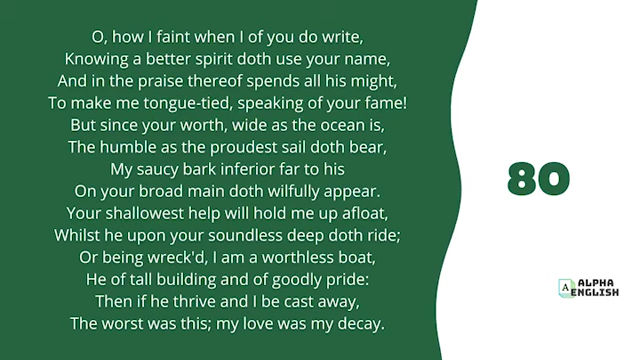 O, how I faint when I of you do write,
Knowing a better spirit doth use your name,
And in the praise thereof spends all his might,
To make me tongue-tied, speaking of your fame!
But since your worth, wide as the ocean is,
The humble as the proudest sail doth bear,
My saucy bark inferior far to his
On your broad main doth wilfully appear.
Your shallowest help will hold me up afloat,
Whilst he upon your soundless deep doth ride;
Or being wreck'd, I am a worthless boat,
He of tall building and of goodly pride:
Then if he thrive and I be cast away,
The worst was this; my love was my decay.
80
A
ALPHA
ENGLISH